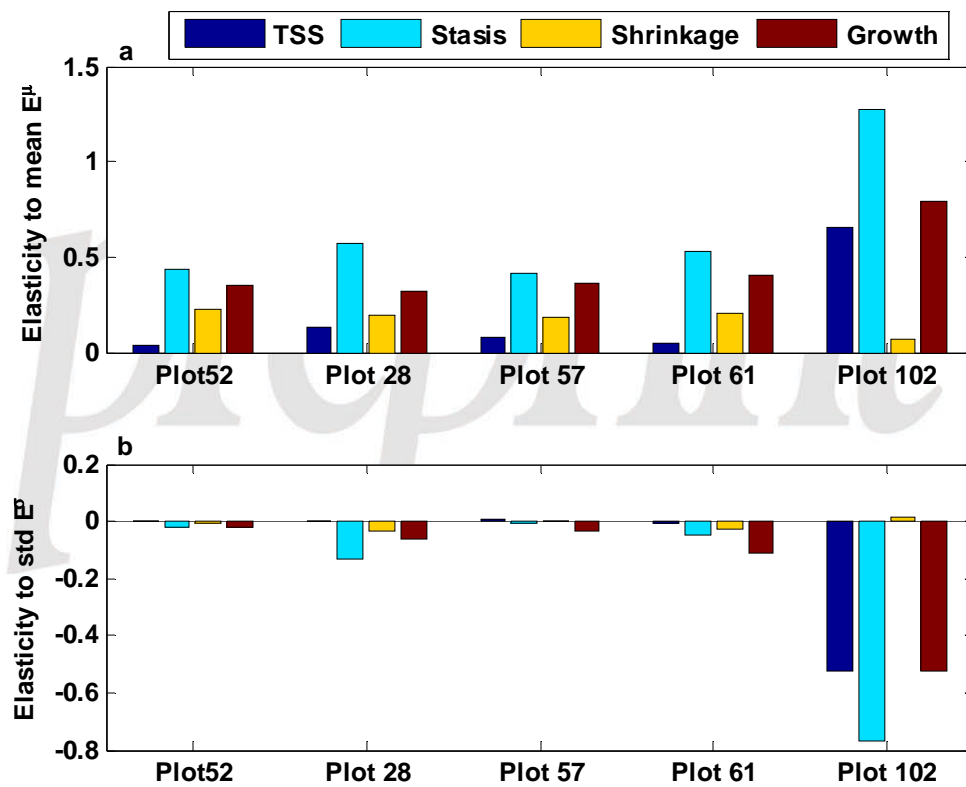 TSS Stasis Shrinkage Growth
a
Elasticity to mean E^μ
1.5
1
0.5
0
Plot52 Plot 28 Plot 57 Plot 61 Plot 102
b
Elasticity to std E^σ
0.2
0
-0.2
-0.4
-0.6
-0.8
Plot52 Plot 28 Plot 57 Plot 61 Plot 102
preprint